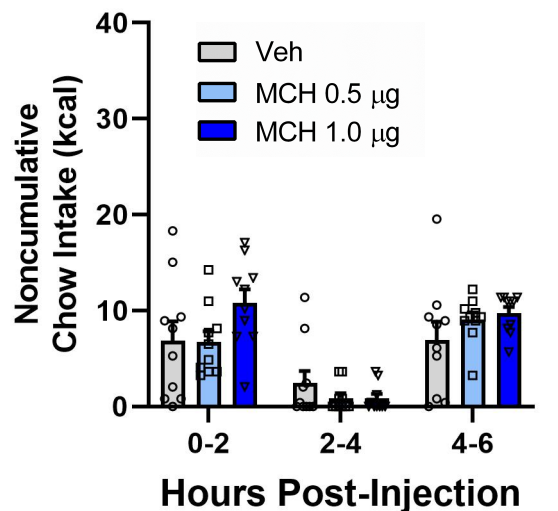 Noncumulative
Chow Intake (kcal)
40
30
20
10
0
Veh
MCH 0.5 μg
MCH 1.0 μg
0-2
2-4
4-6
Hours Post-Injection